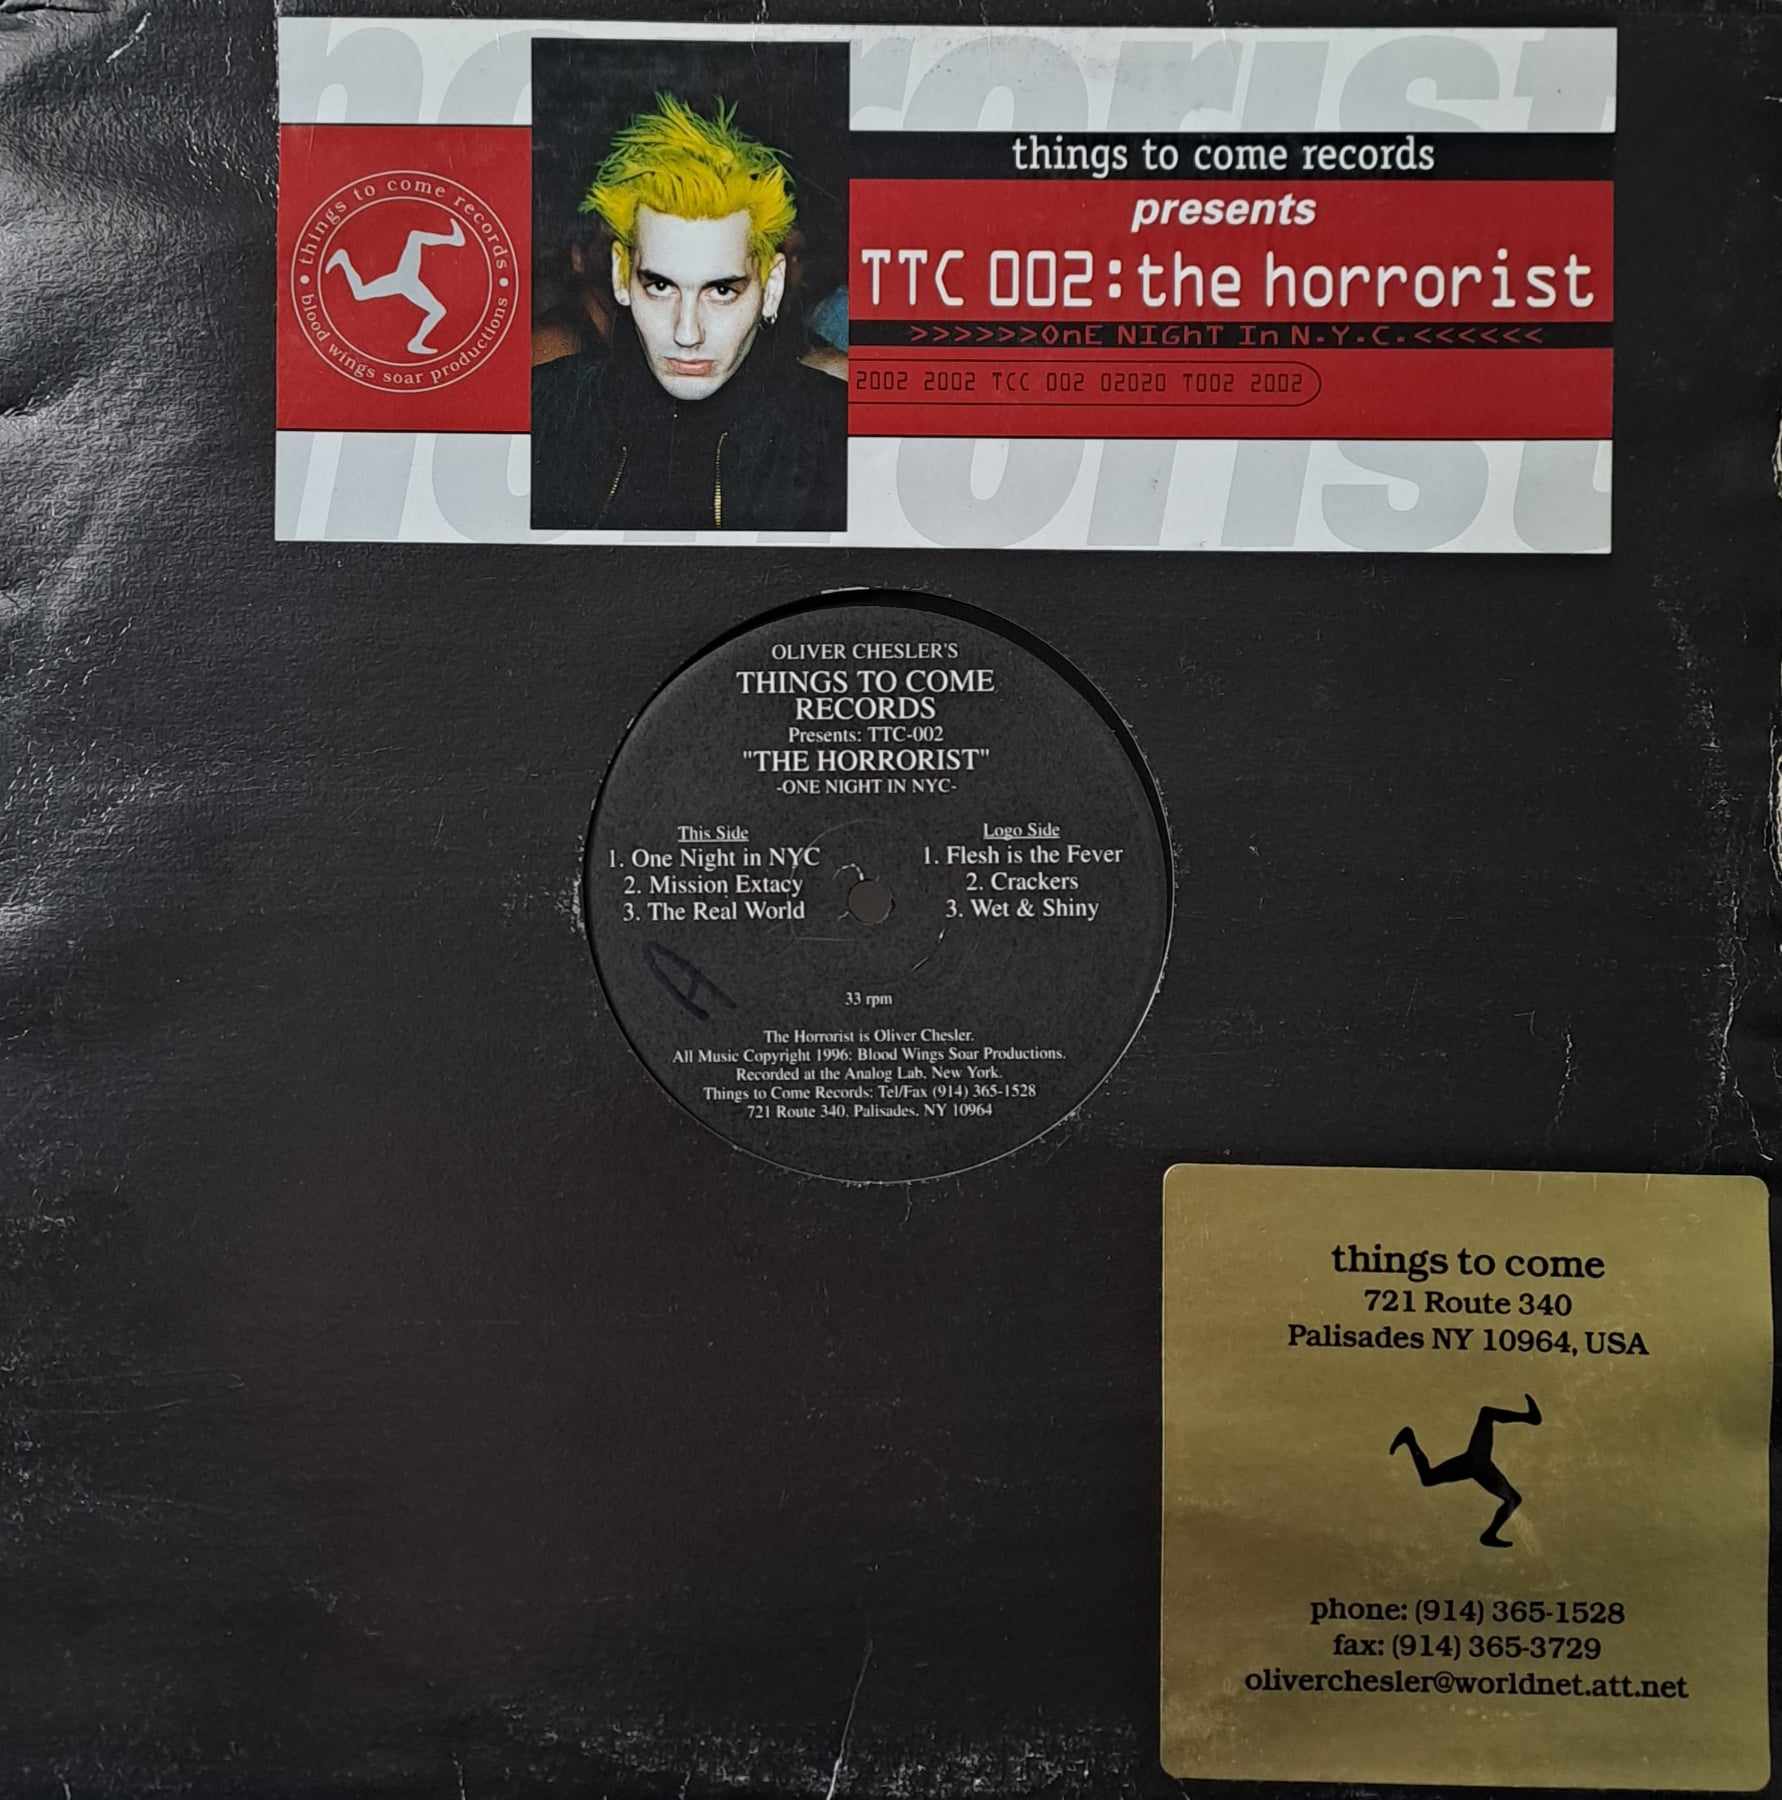 horrorist
things to come records
presents
TTC 002:the horrorist
>>>>>>OnE NIGhT In N.Y.C.<<<<<<
2002 2002 TCC 002 02020 T002 2002
• things to come records •
blood wings soar productions
horrorist
OLIVER CHESLER'S
THINGS TO COME
RECORDS
Presents: TTC-002
"THE HORRORIST"
-ONE NIGHT IN NYC-
This Side
1. One Night in NYC
2. Mission Extacy
3. The Real World
Logo Side
1. Flesh is the Fever
2. Crackers
3. Wet & Shiny
A
33 rpm
The Horrorist is Oliver Chesler.
All Music Copyright 1996: Blood Wings Soar Productions.
Recorded at the Analog Lab, New York.
Things to Come Records: Tel/Fax (914) 365-1528
721 Route 340, Palisades, NY 10964
things to come
721 Route 340
Palisades NY 10964, USA
phone: (914) 365-1528
fax: (914) 365-3729
oliverchesler@worldnet.att.net